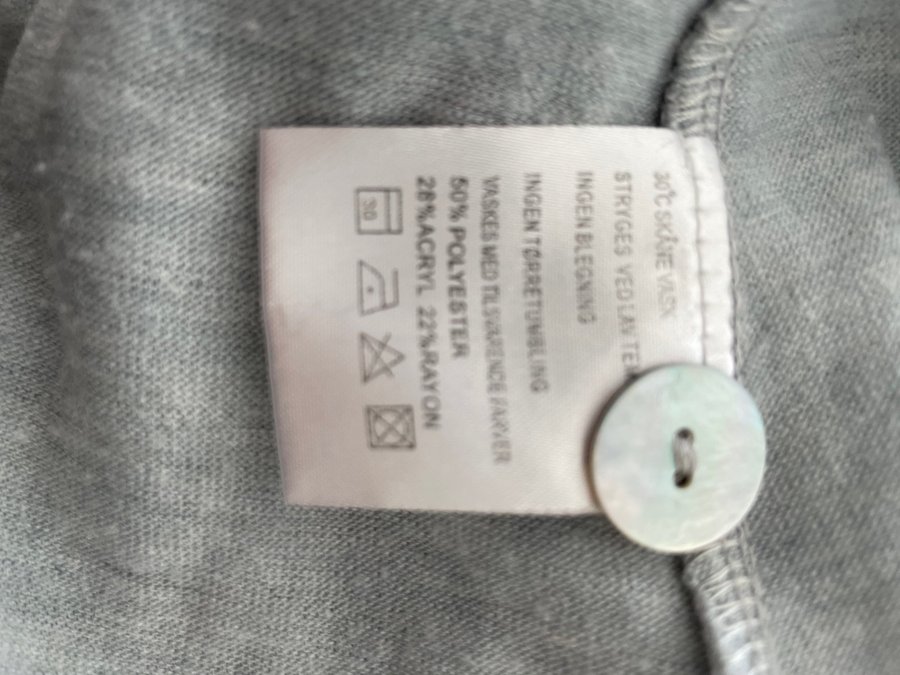 30°C SKÅNE VASK
STRYGES VED LAV
INGEN BLEGNING
INGEN TØRRETUMBLING
VASKES MED TILSVARENDE FARVER
50% POLYESTER
28%ACRYL 22%RAYON
30